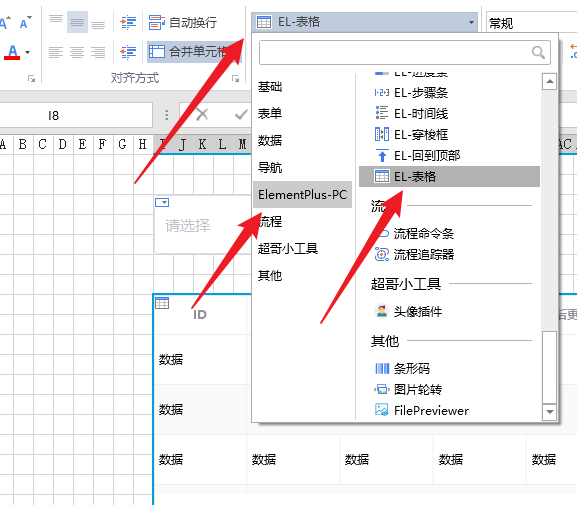 A A
自动换行
EL-表格
常规
A
合并单元格
对齐方式
I8
基础
表单
数据
导航
ElementPlus-PC
流程
超哥小工具
其他
EL-进度条
EL-步骤条
EL-时间线
EL-穿梭框
EL-回到顶部
EL-表格
流程
流程命令条
流程追踪器
超哥小工具
头像插件
其他
条形码
图片轮转
FilePreviewer
A B C D E F G H I J K L M AC
请选择
ID
后更
数据
数据
数据 数据 数据 数据 数据